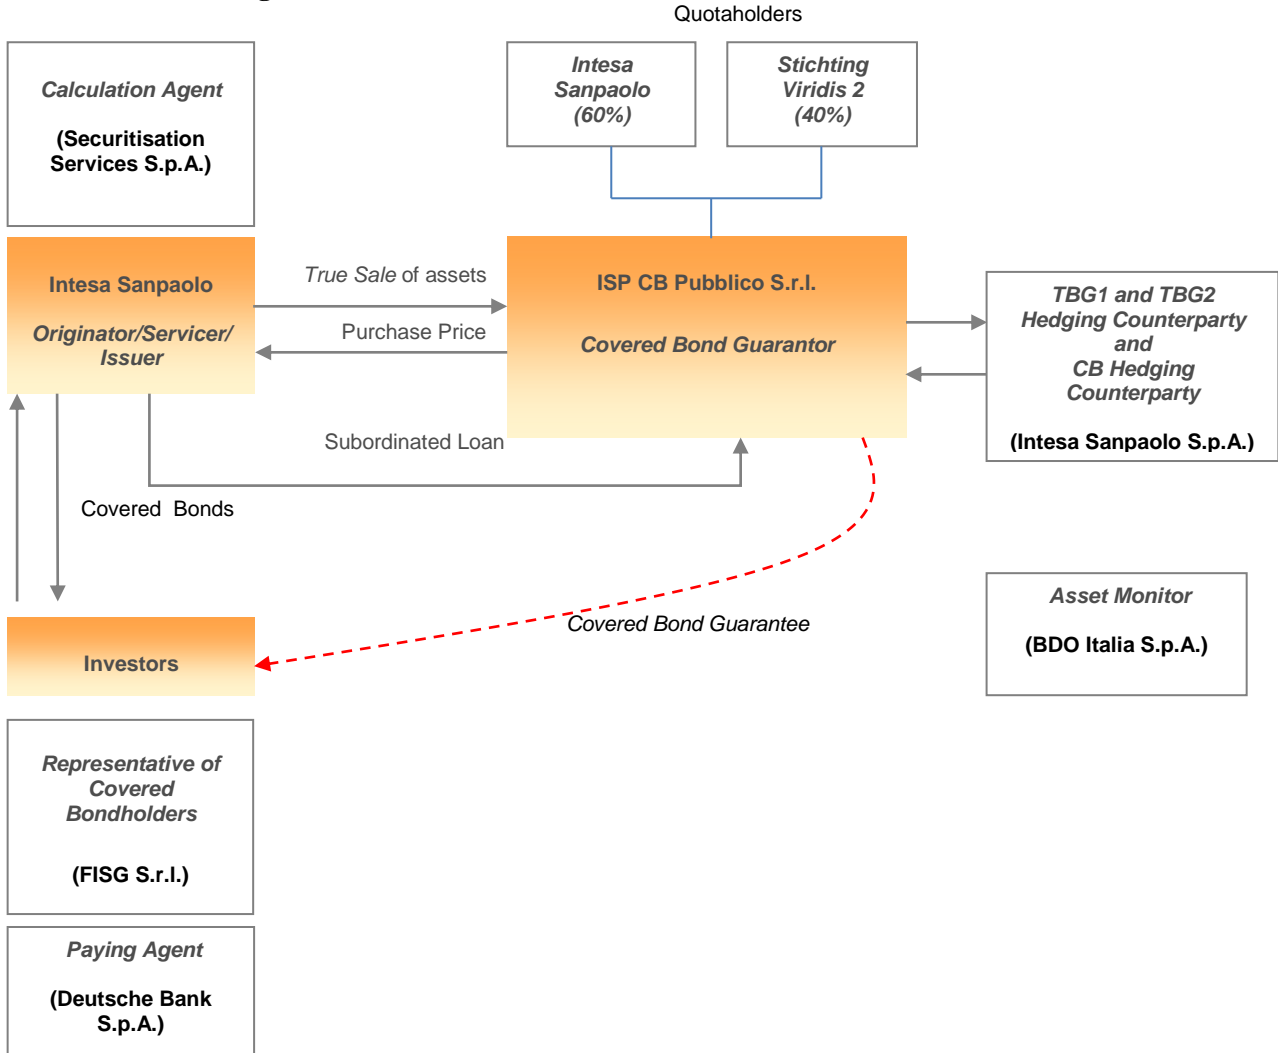 Quotaholders
Calculation Agent
(Securitisation
Services S.p.A.)
Intesa
Sanpaolo
(60%)
Stichting
Viridis 2
(40%)
Intesa Sanpaolo
Originator/Servicer/
Issuer
True Sale of assets
Purchase Price
ISP CB Pubblico S.r.l.
Covered Bond Guarantor
TBG1 and TBG2
Hedging Counterparty
and
CB Hedging
Counterparty
(Intesa Sanpaolo S.p.A.)
Subordinated Loan
Covered Bonds
Investors
Covered Bond Guarantee
Asset Monitor
(BDO Italia S.p.A.)
Representative of
Covered
Bondholders
(FISG S.r.l.)
Paying Agent
(Deutsche Bank
S.p.A.)